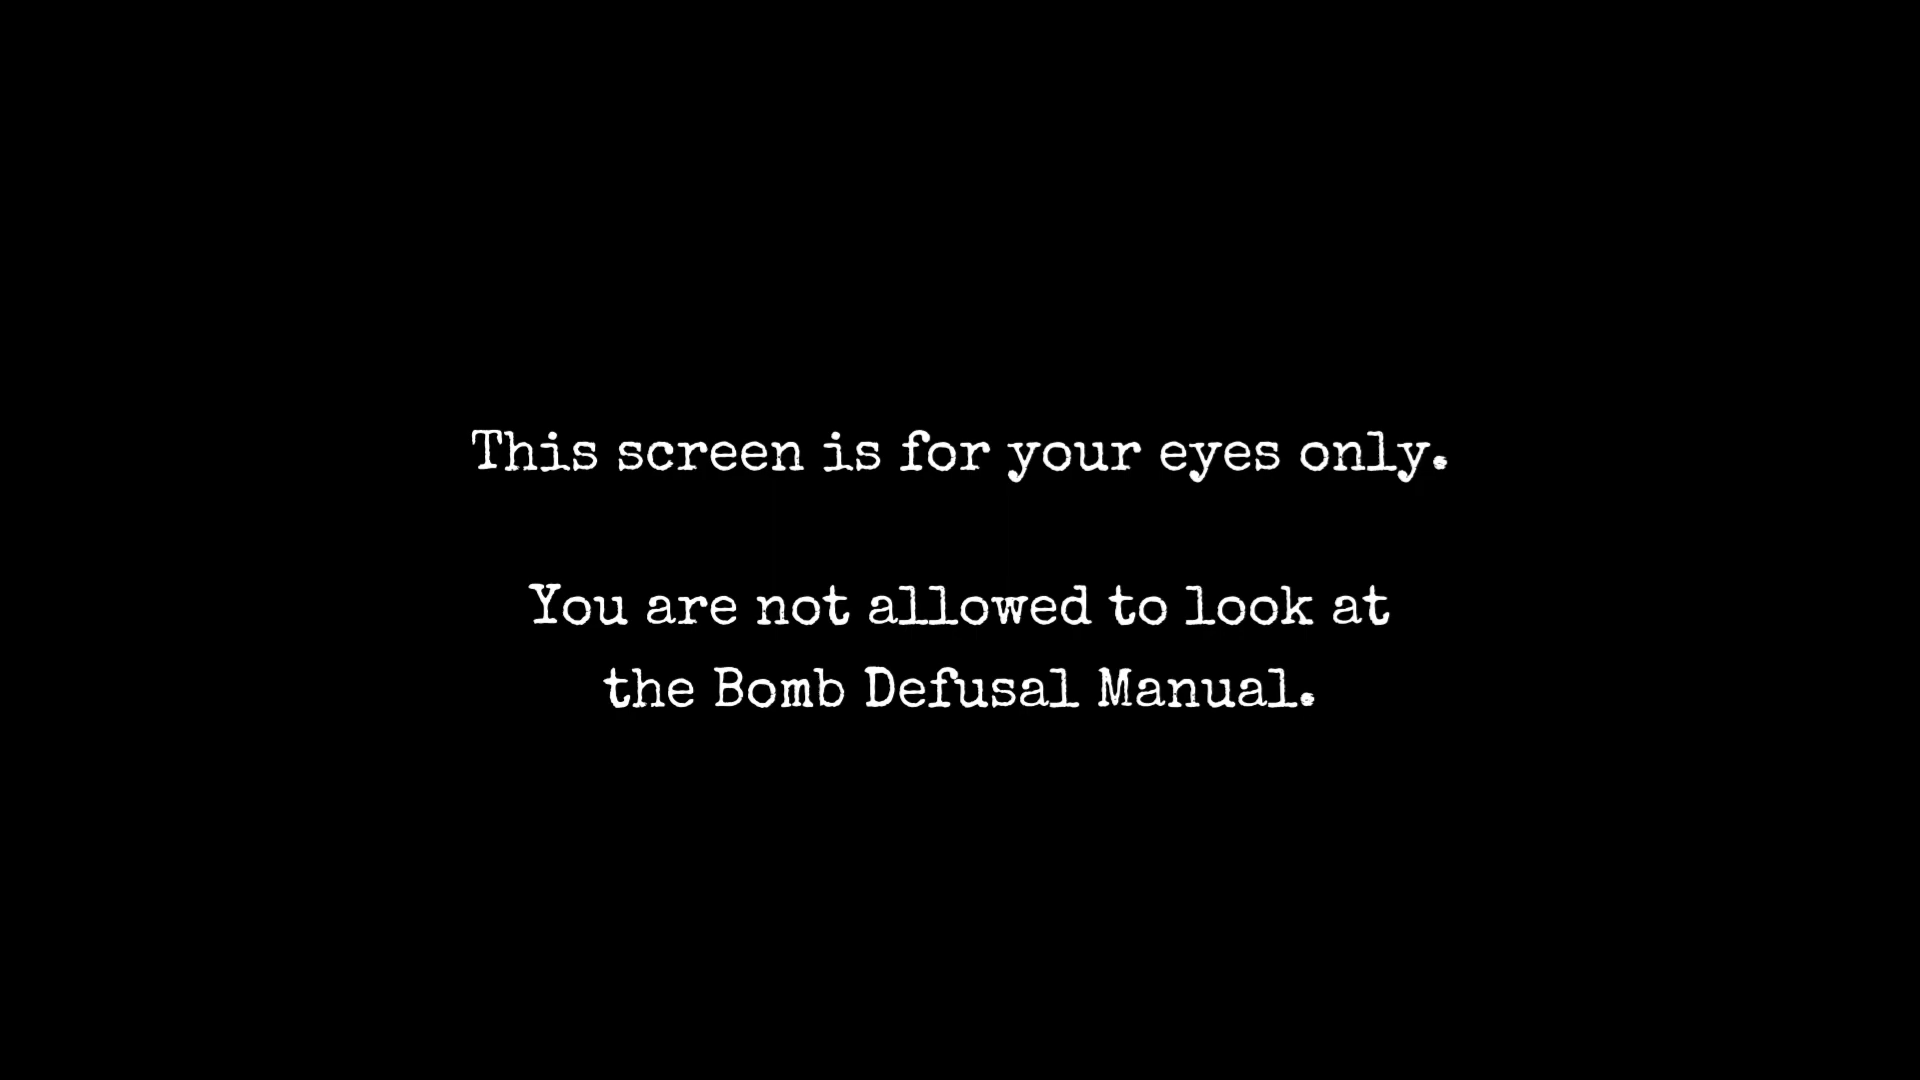 This screen is for your eyes only.
You are not allowed to look at
the Bomb Defusal Manual.